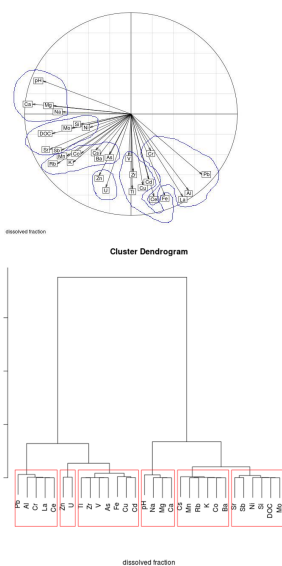 pH
Ca
Mg
Na
Si
Mo
Ni
DOC
Sr
Sb
Mn
Co
Rb
K
Cs
Ba
As
V
Cr
Zn
U
Zr
Ti
Cd
Cu
Pb
Al
La
Fe
Ce
dissolved fraction
Cluster Dendrogram
Pb Al Cr La Ce Zn U Ti Zr V As Fe Cu Cd pH Na Mg Ca Cs Mn Rb K Co Ba Sr Sb Ni Si DOC Mo
dissolved fraction